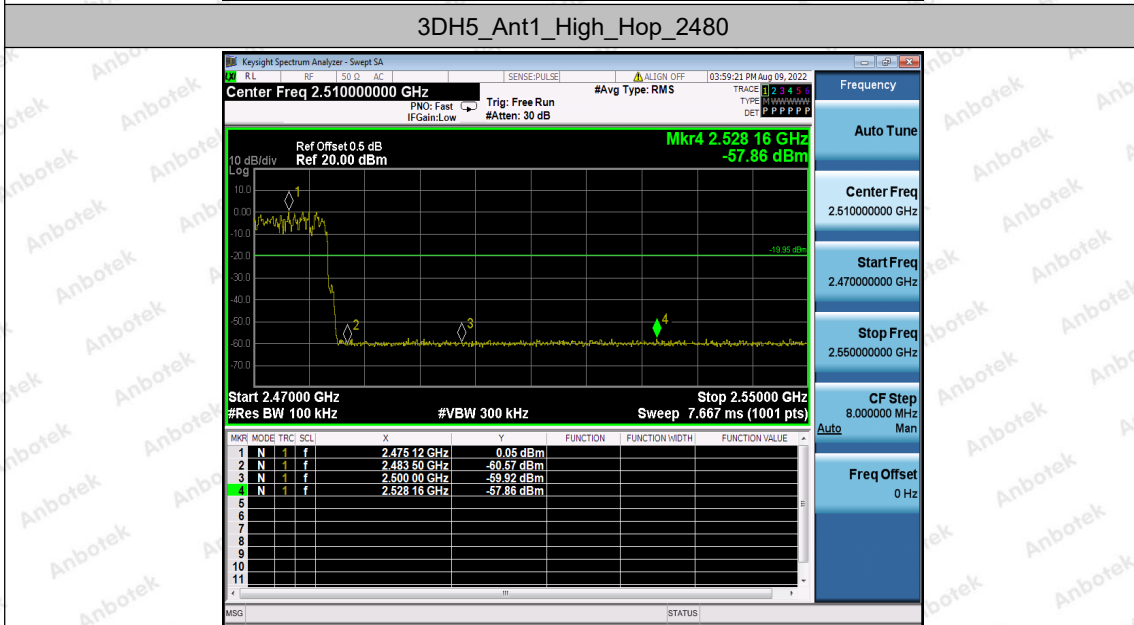 3DH5_Ant1_High_Hop_2480
Keysight Spectrum Analyzer - Swept SA
LXI RL RF 50 Ω AC SENSE:PULSE ALIGN OFF 03:59:21 PM Aug 09, 2022
Center Freq 2.510000000 GHz #Avg Type: RMS TRACE 1 2 3 4 5 6
PNO: Fast Trig: Free Run TYPE M WWWWW
IFGain:Low #Atten: 30 dB DET P P P P P P
Frequency
Auto Tune
Center Freq
2.510000000 GHz
Start Freq
2.470000000 GHz
Stop Freq
2.550000000 GHz
CF Step
8.000000 MHz
Auto Man
Freq Offset
0 Hz
Mkr4 2.528 16 GHz
-57.86 dBm
Ref Offset 0.5 dB
10 dB/div Ref 20.00 dBm
Log
10.0
0.00
-10.0
-20.0
-30.0
-40.0
-50.0
-60.0
-70.0
1
2
3
4
-19.95 dBm
Start 2.47000 GHz Stop 2.55000 GHz
#Res BW 100 kHz #VBW 300 kHz Sweep 7.667 ms (1001 pts)
MKR MODE TRC SCL X Y FUNCTION FUNCTION WIDTH FUNCTION VALUE
1 N 1 f 2.475 12 GHz 0.05 dBm
2 N 1 f 2.483 50 GHz -60.57 dBm
3 N 1 f 2.500 00 GHz -59.92 dBm
4 N 1 f 2.528 16 GHz -57.86 dBm
5
6
7
8
9
10
11
MSG STATUS
Anbotek